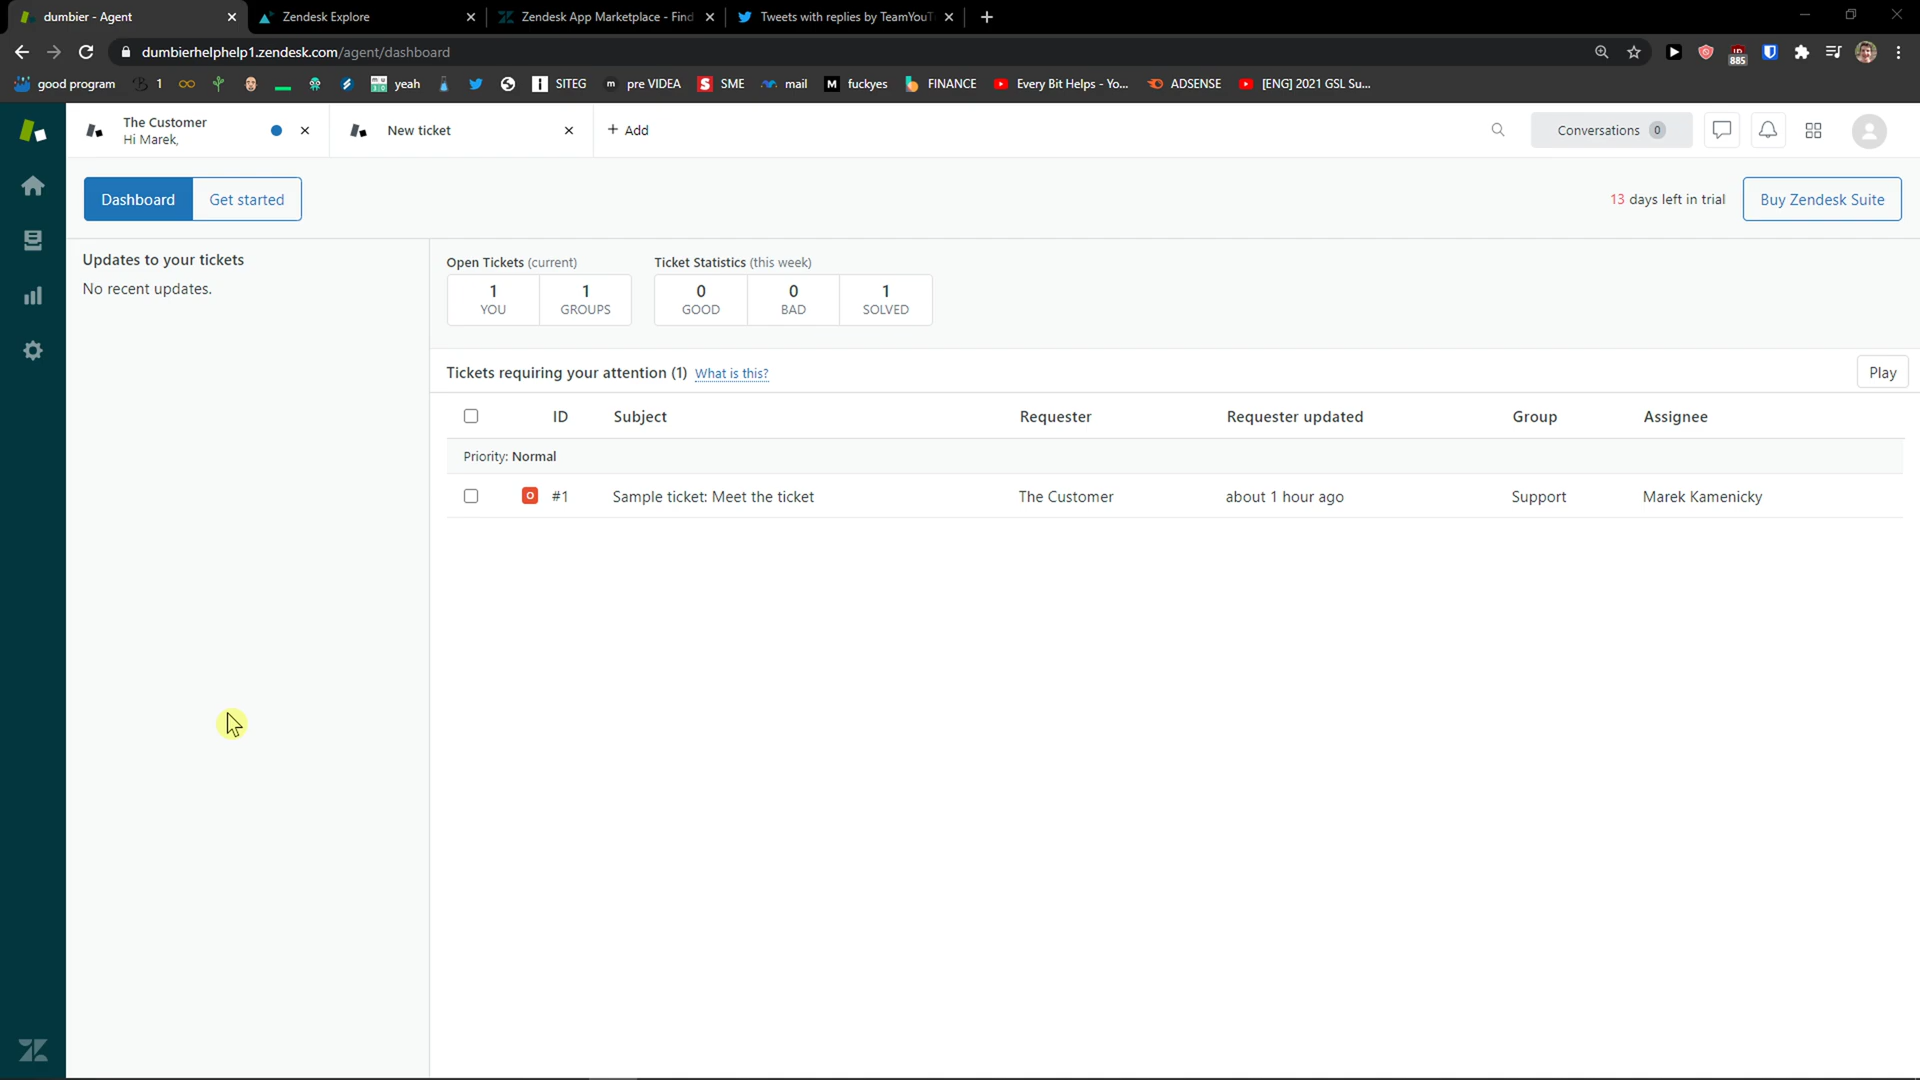 dumbier - Agent
Zendesk Explore
Zendesk App Marketplace - Find
Tweets with replies by TeamYouT
dumbierhelphelp1.zendesk.com/agent/dashboard
885
good program
1
yeah
SITEG
pre VIDEA
SME
mail
fuckyes
FINANCE
Every Bit Helps - Yo...
ADSENSE
[ENG] 2021 GSL Su...
The Customer
Hi Marek,
New ticket
+ Add
Conversations 0
Dashboard
Get started
13 days left in trial
Buy Zendesk Suite
Updates to your tickets
No recent updates.
Open Tickets (current)
1
YOU
1
GROUPS
Ticket Statistics (this week)
0
GOOD
0
BAD
1
SOLVED
Tickets requiring your attention (1) What is this?
Play
ID Subject Requester Requester updated Group Assignee
Priority: Normal
O #1 Sample ticket: Meet the ticket The Customer about 1 hour ago Support Marek Kamenicky